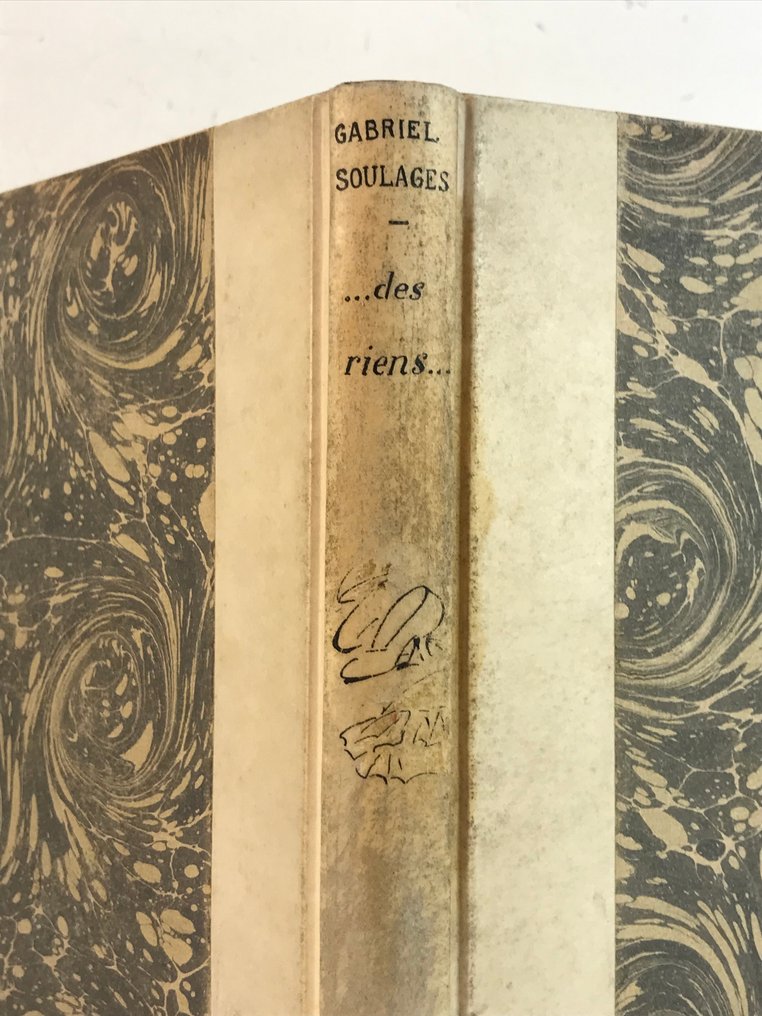 GABRIEL
SOULAGES
—
...des
riens...